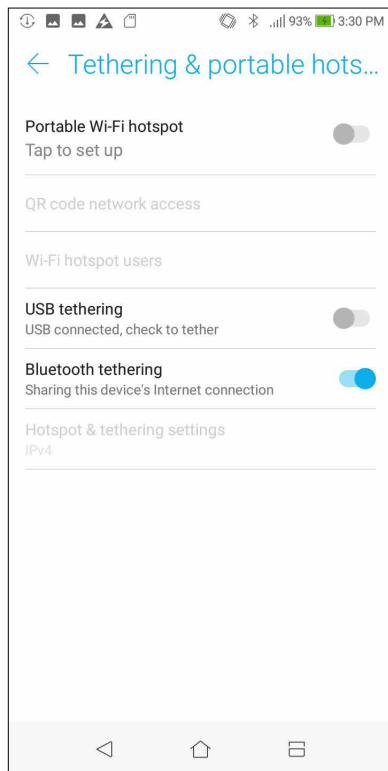 93% 3:30 PM
Tethering & portable hots...
Portable Wi-Fi hotspot
Tap to set up
QR code network access
Wi-Fi hotspot users
USB tethering
USB connected, check to tether
Bluetooth tethering
Sharing this device's Internet connection
Hotspot & tethering settings
IPv4